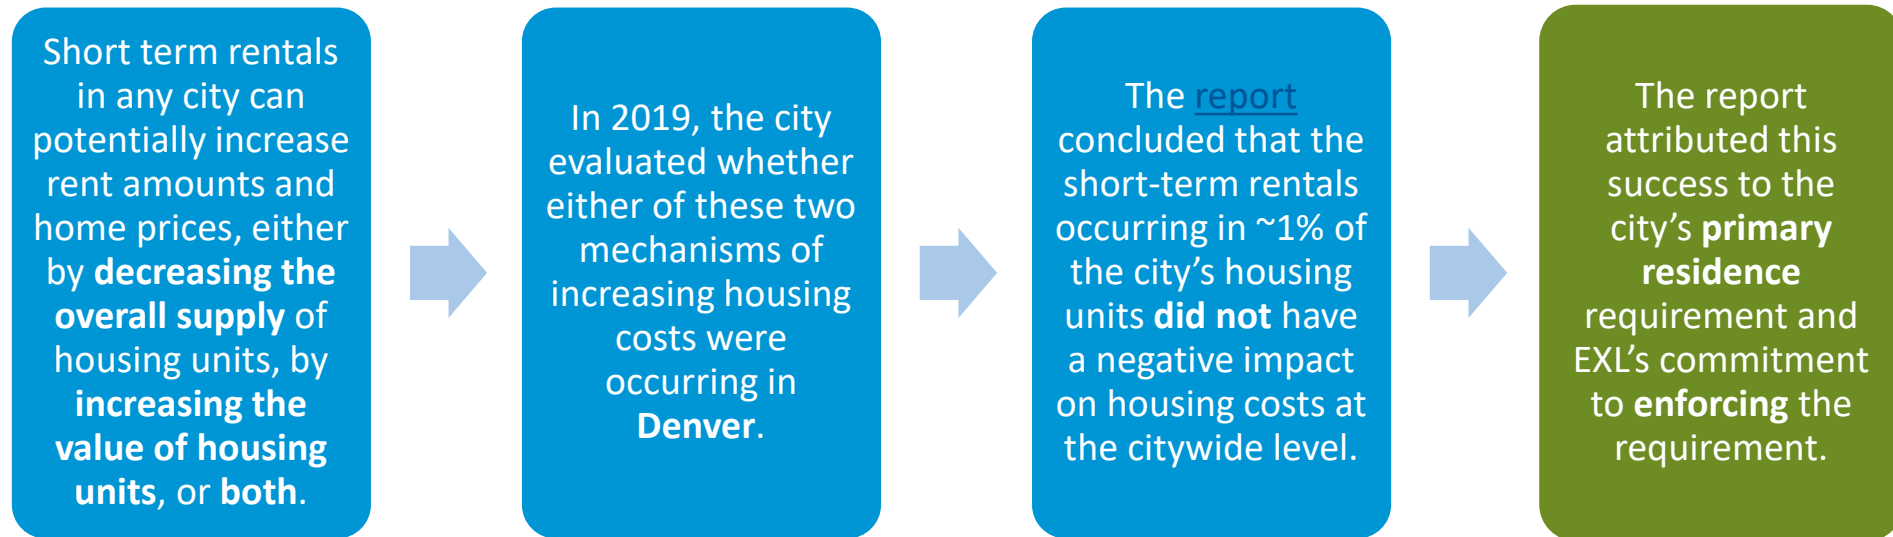 Short term rentals
in any city can
potentially increase
rent amounts and
home prices, either
by decreasing the
overall supply of
housing units, by
increasing the
value of housing
units, or both.
In 2019, the city
evaluated whether
either of these two
mechanisms of
increasing housing
costs were
occurring in
Denver.
The report
concluded that the
short-term rentals
occurring in ~1% of
the city’s housing
units did not have
a negative impact
on housing costs at
the citywide level.
The report
attributed this
success to the
city’s primary
residence
requirement and
EXL’s commitment
to enforcing the
requirement.